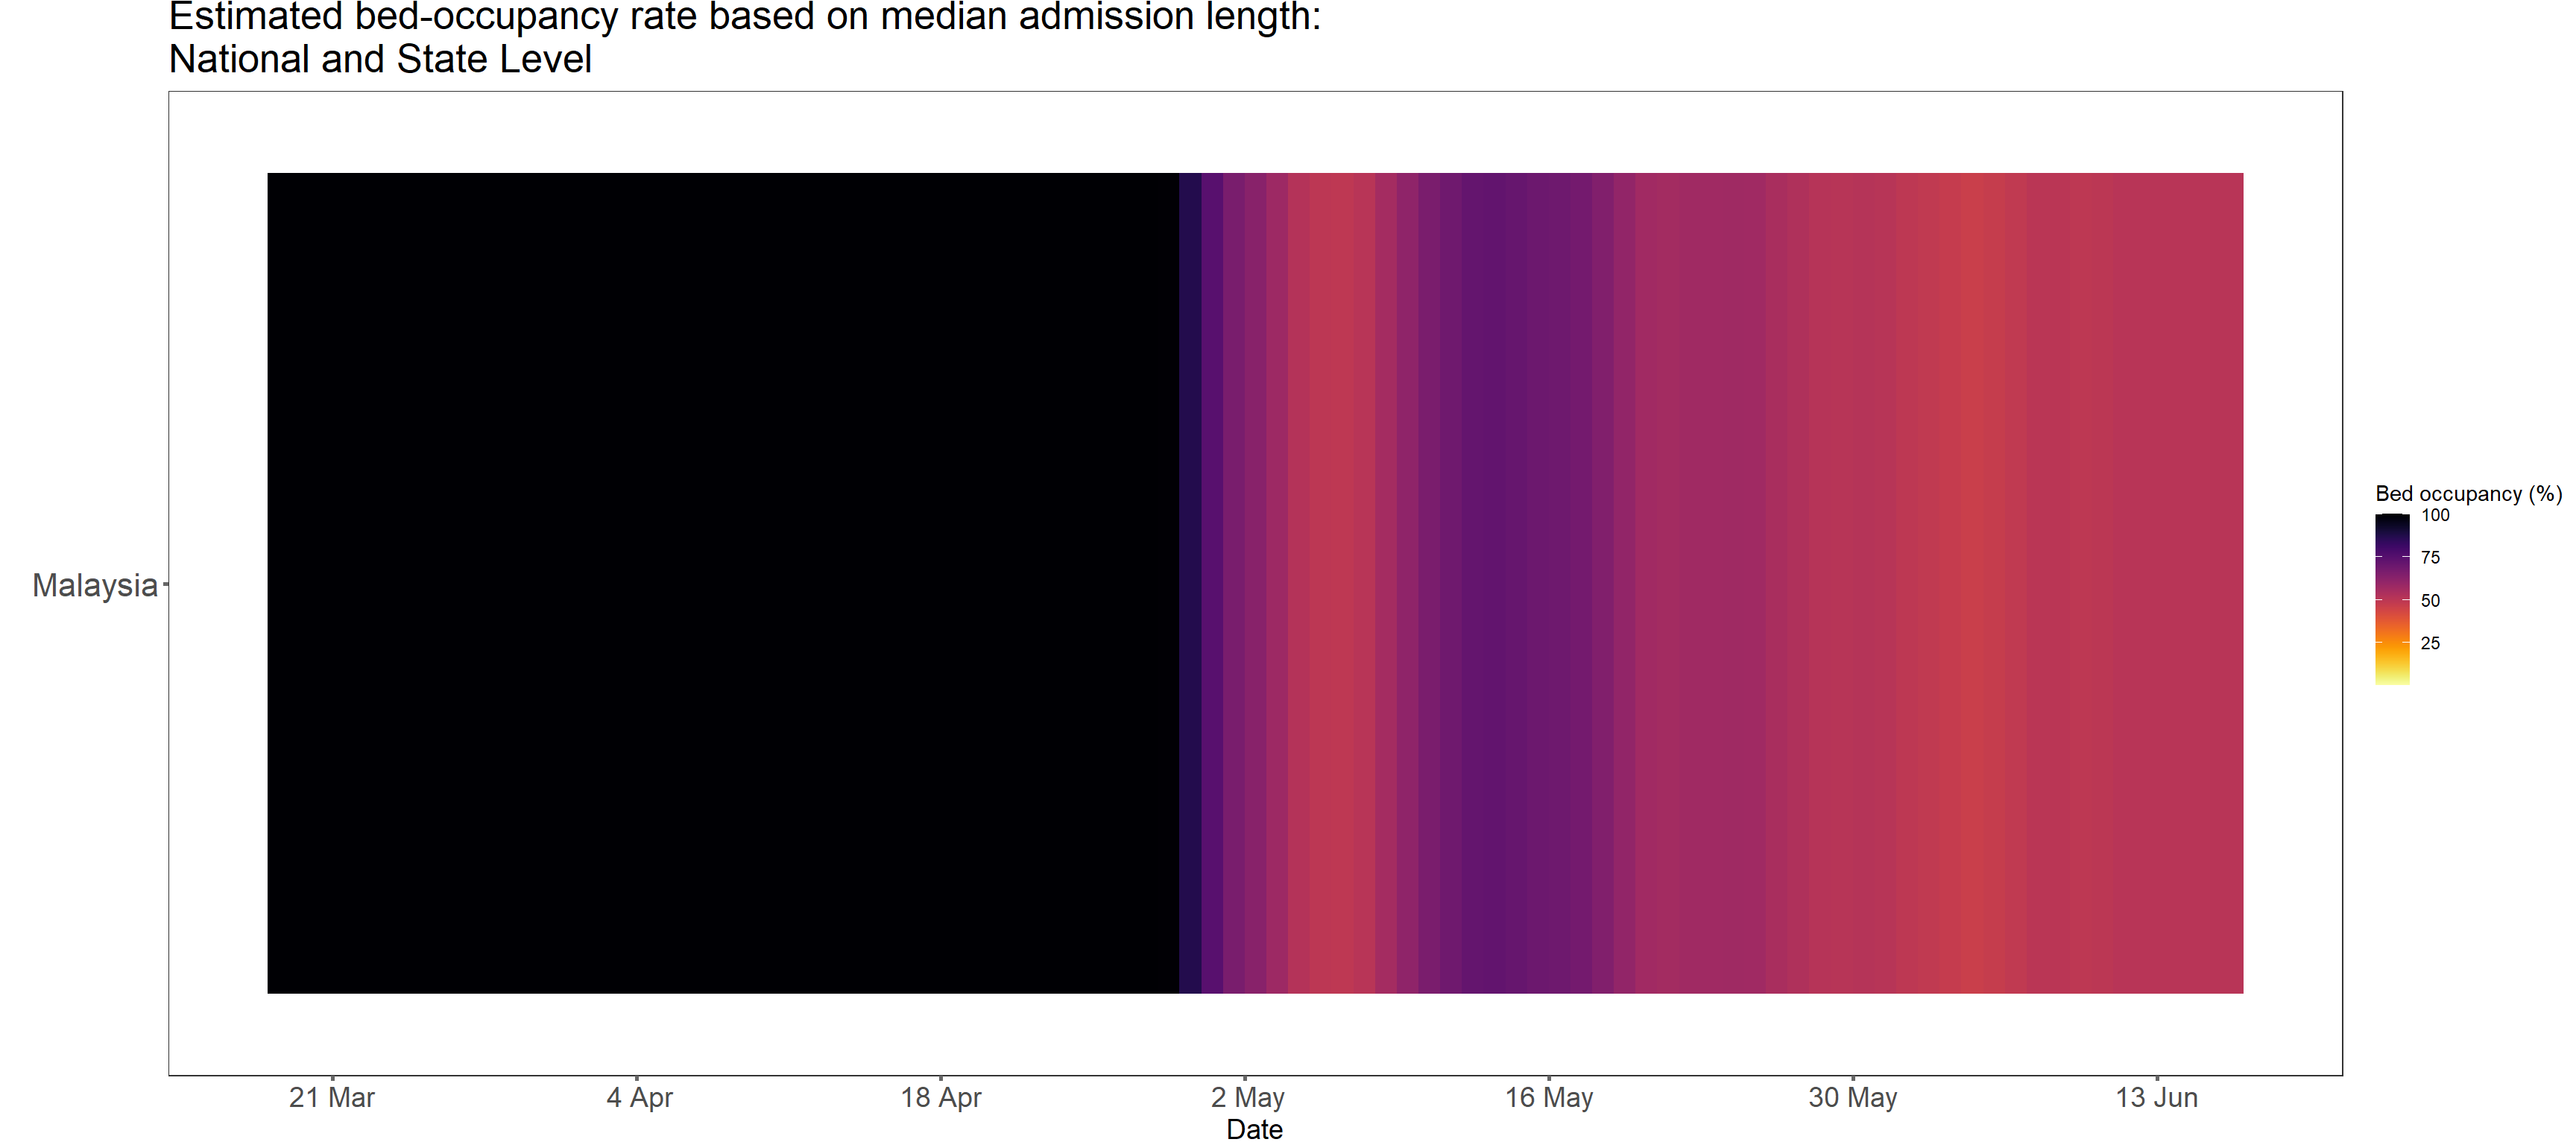 Estimated bed-occupancy rate based on median admission length:
National and State Level
Malaysia
Bed occupancy (%)
100
75
50
25
21 Mar
4 Apr
18 Apr
2 May
16 May
30 May
13 Jun
Date